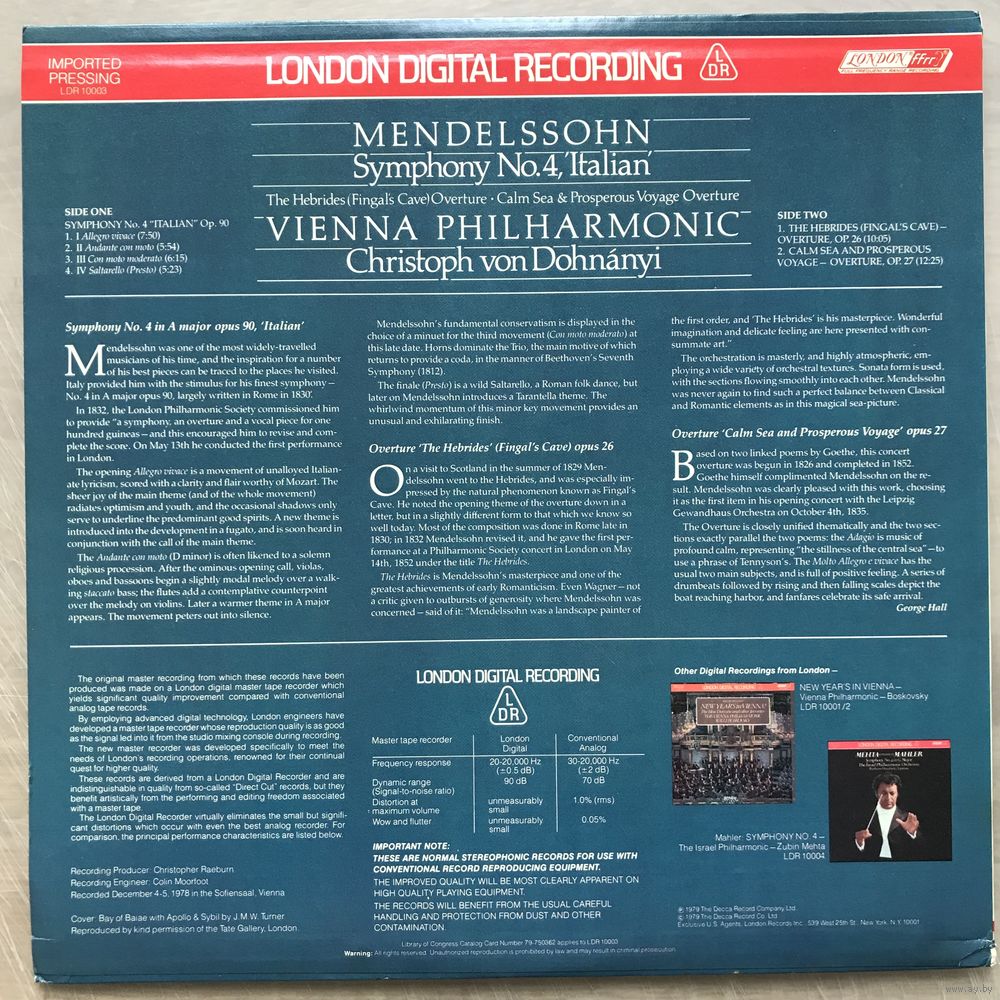 IMPORTED
PRESSING
LDR 10003
LONDON DIGITAL RECORDING
L
DR
LONDON ffrr
FULL FREQUENCY RANGE RECORDING
MENDELSSOHN
Symphony No.4, 'Italian'
The Hebrides (Fingal's Cave) Overture · Calm Sea & Prosperous Voyage Overture
VIENNA PHILHARMONIC
Christoph von Dohnányi
SIDE ONE
SYMPHONY No. 4 "ITALIAN" Op. 90
1. I Allegro vivace (7:50)
2. II Andante con moto (5:54)
3. III Con moto moderato (6:15)
4. IV Saltarello (Presto) (5:23)
SIDE TWO
1. THE HEBRIDES (FINGAL'S CAVE) –
OVERTURE, OP. 26 (10:05)
2. CALM SEA AND PROSPEROUS
VOYAGE – OVERTURE, OP. 27 (12:25)
Symphony No. 4 in A major opus 90, 'Italian'
Mendelssohn was one of the most widely-travelled
musicians of his time, and the inspiration for a number
of his best pieces can be traced to the places he visited.
Italy provided him with the stimulus for his finest symphony –
No. 4 in A major opus 90, largely written in Rome in 1830'.
In 1832, the London Philharmonic Society commissioned him
to provide "a symphony, an overture and a vocal piece for one
hundred guineas – and this encouraged him to revise and com-
plete the score. On May 13th he conducted the first performance
in London.
The opening Allegro vivace is a movement of unalloyed Italian-
ate lyricism, scored with a clarity and flair worthy of Mozart. The
sheer joy of the main theme (and of the whole movement)
radiates optimism and youth, and the occasional shadows only
serve to underline the predominant good spirits. A new theme is
introduced into the development in a fugato, and is soon heard in
conjunction with the call of the main theme.
The Andante con moto (D minor) is often likened to a solemn
religious procession. After the ominous opening call, violas,
oboes and bassoons begin a slightly modal melody over a walk-
ing staccato bass; the flutes add a contemplative counterpoint
over the melody on violins. Later a warmer theme in A major
appears. The movement peters out into silence.
Mendelssohn's fundamental conservatism is displayed in the
choice of a minuet for the third movement (Con moto moderato) at
this late date. Horns dominate the Trio, the main motive of which
returns to provide a coda, in the manner of Beethoven's Seventh
Symphony (1812).
The finale (Presto) is a wild Saltarello, a Roman folk dance, but
later on Mendelssohn introduces a Tarantella theme. The
whirlwind momentum of this minor key movement provides an
unusual and exhilarating finish.
Overture 'The Hebrides' (Fingal's Cave) opus 26
On a visit to Scotland in the summer of 1829 Men-
delssohn went to the Hebrides, and was especially im-
pressed by the natural phenomenon known as Fingal's
Cave. He noted the opening theme of the overture down in a
letter, but in a slightly different form to that which we know so
well today. Most of the composition was done in Rome late in
1830; in 1832 Mendelssohn revised it, and he gave the first per-
formance at a Philharmonic Society concert in London on May
14th, 1852 under the title The Hebrides.
The Hebrides is Mendelssohn's masterpiece and one of the
greatest achievements of early Romanticism. Even Wagner – not
a critic given to outbursts of generosity where Mendelssohn was
concerned – said of it: "Mendelssohn was a landscape painter of
the first order, and 'The Hebrides' is his masterpiece. Wonderful
imagination and delicate feeling are here presented with con-
summate art."
The orchestration is masterly, and highly atmospheric, em-
ploying a wide variety of orchestral textures. Sonata form is used,
with the sections flowing smoothly into each other. Mendelssohn
was never again to find such a perfect balance between Classical
and Romantic elements as in this magical sea-picture.
Overture 'Calm Sea and Prosperous Voyage' opus 27
Based on two linked poems by Goethe, this concert
overture was begun in 1826 and completed in 1852.
Goethe himself complimented Mendelssohn on the re-
sult. Mendelssohn was clearly pleased with this work, choosing
it as the first item in his opening concert with the Leipzig
Gewandhaus Orchestra on October 4th, 1835.
The Overture is closely unified thematically and the two sec-
tions exactly parallel the two poems: the Adagio is music of
profound calm, representing "the stillness of the central sea" – to
use a phrase of Tennyson's. The Molto Allegro e vivace has the
usual two main subjects, and is full of positive feeling. A series of
drumbeats followed by rising and then falling scales depict the
boat reaching harbor, and fanfares celebrate its safe arrival.
George Hall
The original master recording from which these records have been
produced was made on a London digital master tape recorder which
yields significant quality improvement compared with conventional
analog tape records.
By employing advanced digital technology, London engineers have
developed a master tape recorder whose reproduction quality is as good
as the signal led into it from the studio mixing console during recording.
The new master recorder was developed specifically to meet the
needs of London's recording operations, renowned for their continual
quest for higher quality.
These records are derived from a London Digital Recorder and are
indistinguishable in quality from so-called "Direct Cut" records, but they
benefit artistically from the performing and editing freedom associated
with a master tape.
The London Digital Recorder virtually eliminates the small but signifi-
cant distortions which occur with even the best analog recorder. For
comparison, the principal performance characteristics are listed below.
Recording Producer: Christopher Raeburn
Recording Engineer: Colin Moorfoot
Recorded December 4-5, 1978 in the Sofiensaal, Vienna
Cover: Bay of Baiae with Apollo & Sybil by J.M.W. Turner
Reproduced by kind permission of the Tate Gallery, London.
LONDON DIGITAL RECORDING
L
DR
Master tape recorder London Digital Conventional Analog
Frequency response 20-20,000 Hz (±0.5 dB) 30-20,000 Hz (±2 dB)
Dynamic range (Signal-to-noise ratio) 90 dB 70 dB
Distortion at maximum volume unmeasurably small 1.0% (rms)
Wow and flutter unmeasurably small 0.05%
IMPORTANT NOTE:
THESE ARE NORMAL STEREOPHONIC RECORDS FOR USE WITH
CONVENTIONAL RECORD REPRODUCING EQUIPMENT.
THE IMPROVED QUALITY WILL BE MOST CLEARLY APPARENT ON
HIGH QUALITY PLAYING EQUIPMENT.
THE RECORDS WILL BENEFIT FROM THE USUAL CAREFUL
HANDLING AND PROTECTION FROM DUST AND OTHER
CONTAMINATION.
Library of Congress Catalog Card Number 79-750362 applies to LDR 10003
Warning: All rights reserved. Unauthorized reproduction is prohibited by law and may result in criminal prosecution.
Other Digital Recordings from London –
LONDON DIGITAL RECORDING
NEW YEAR'S IN VIENNA
NEW YEAR'S IN VIENNA –
Vienna Philharmonic – Boskovsky
LDR 10001/2
LONDON DIGITAL RECORDING
MEHTA MAHLER
Mahler: SYMPHONY NO. 4 –
The Israel Philharmonic – Zubin Mehta
LDR 10004
℗ 1979 The Decca Record Company Ltd.
© 1979 The Decca Record Co. Ltd.
Exclusive U.S. Agents, London Records Inc. 539 West 25th St., New York, N.Y. 10001
www.ay.by